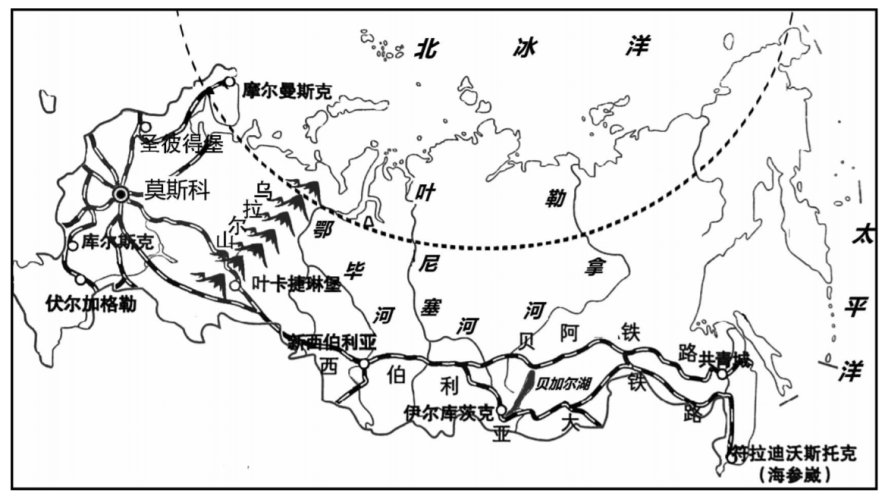 北冰洋
摩尔曼斯克
圣彼得堡
莫斯科
乌拉尔山
叶尼塞河
勒拿河
鄂毕河
太平洋
库尔斯克
叶卡捷琳堡
伏尔加格勒
新西伯利亚
贝阿铁路
共青城
西伯利亚大铁路
贝加尔湖
伊尔库茨克
符拉迪沃斯托克
（海参崴）